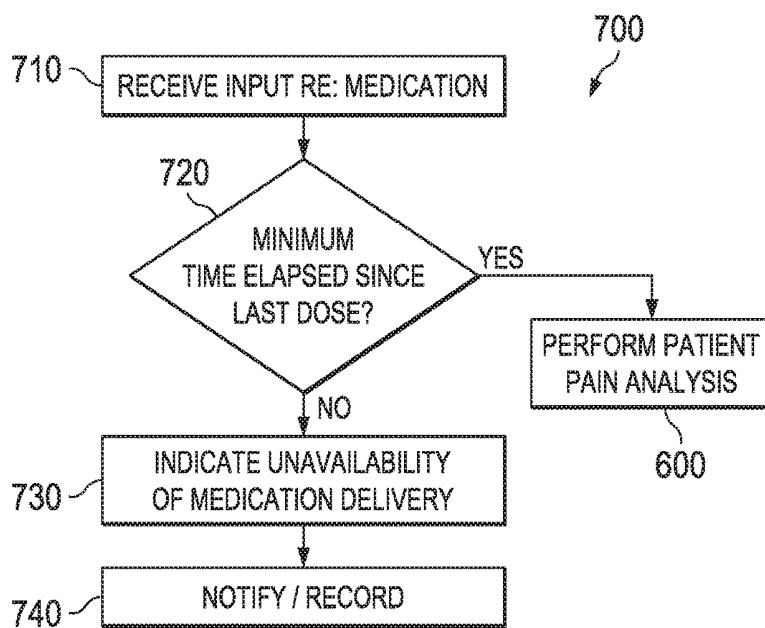 700
710
RECEIVE INPUT RE: MEDICATION
720
MINIMUM
TIME ELAPSED SINCE
LAST DOSE?
YES
PERFORM PATIENT
PAIN ANALYSIS
600
NO
730
INDICATE UNAVAILABILITY
OF MEDICATION DELIVERY
740
NOTIFY / RECORD